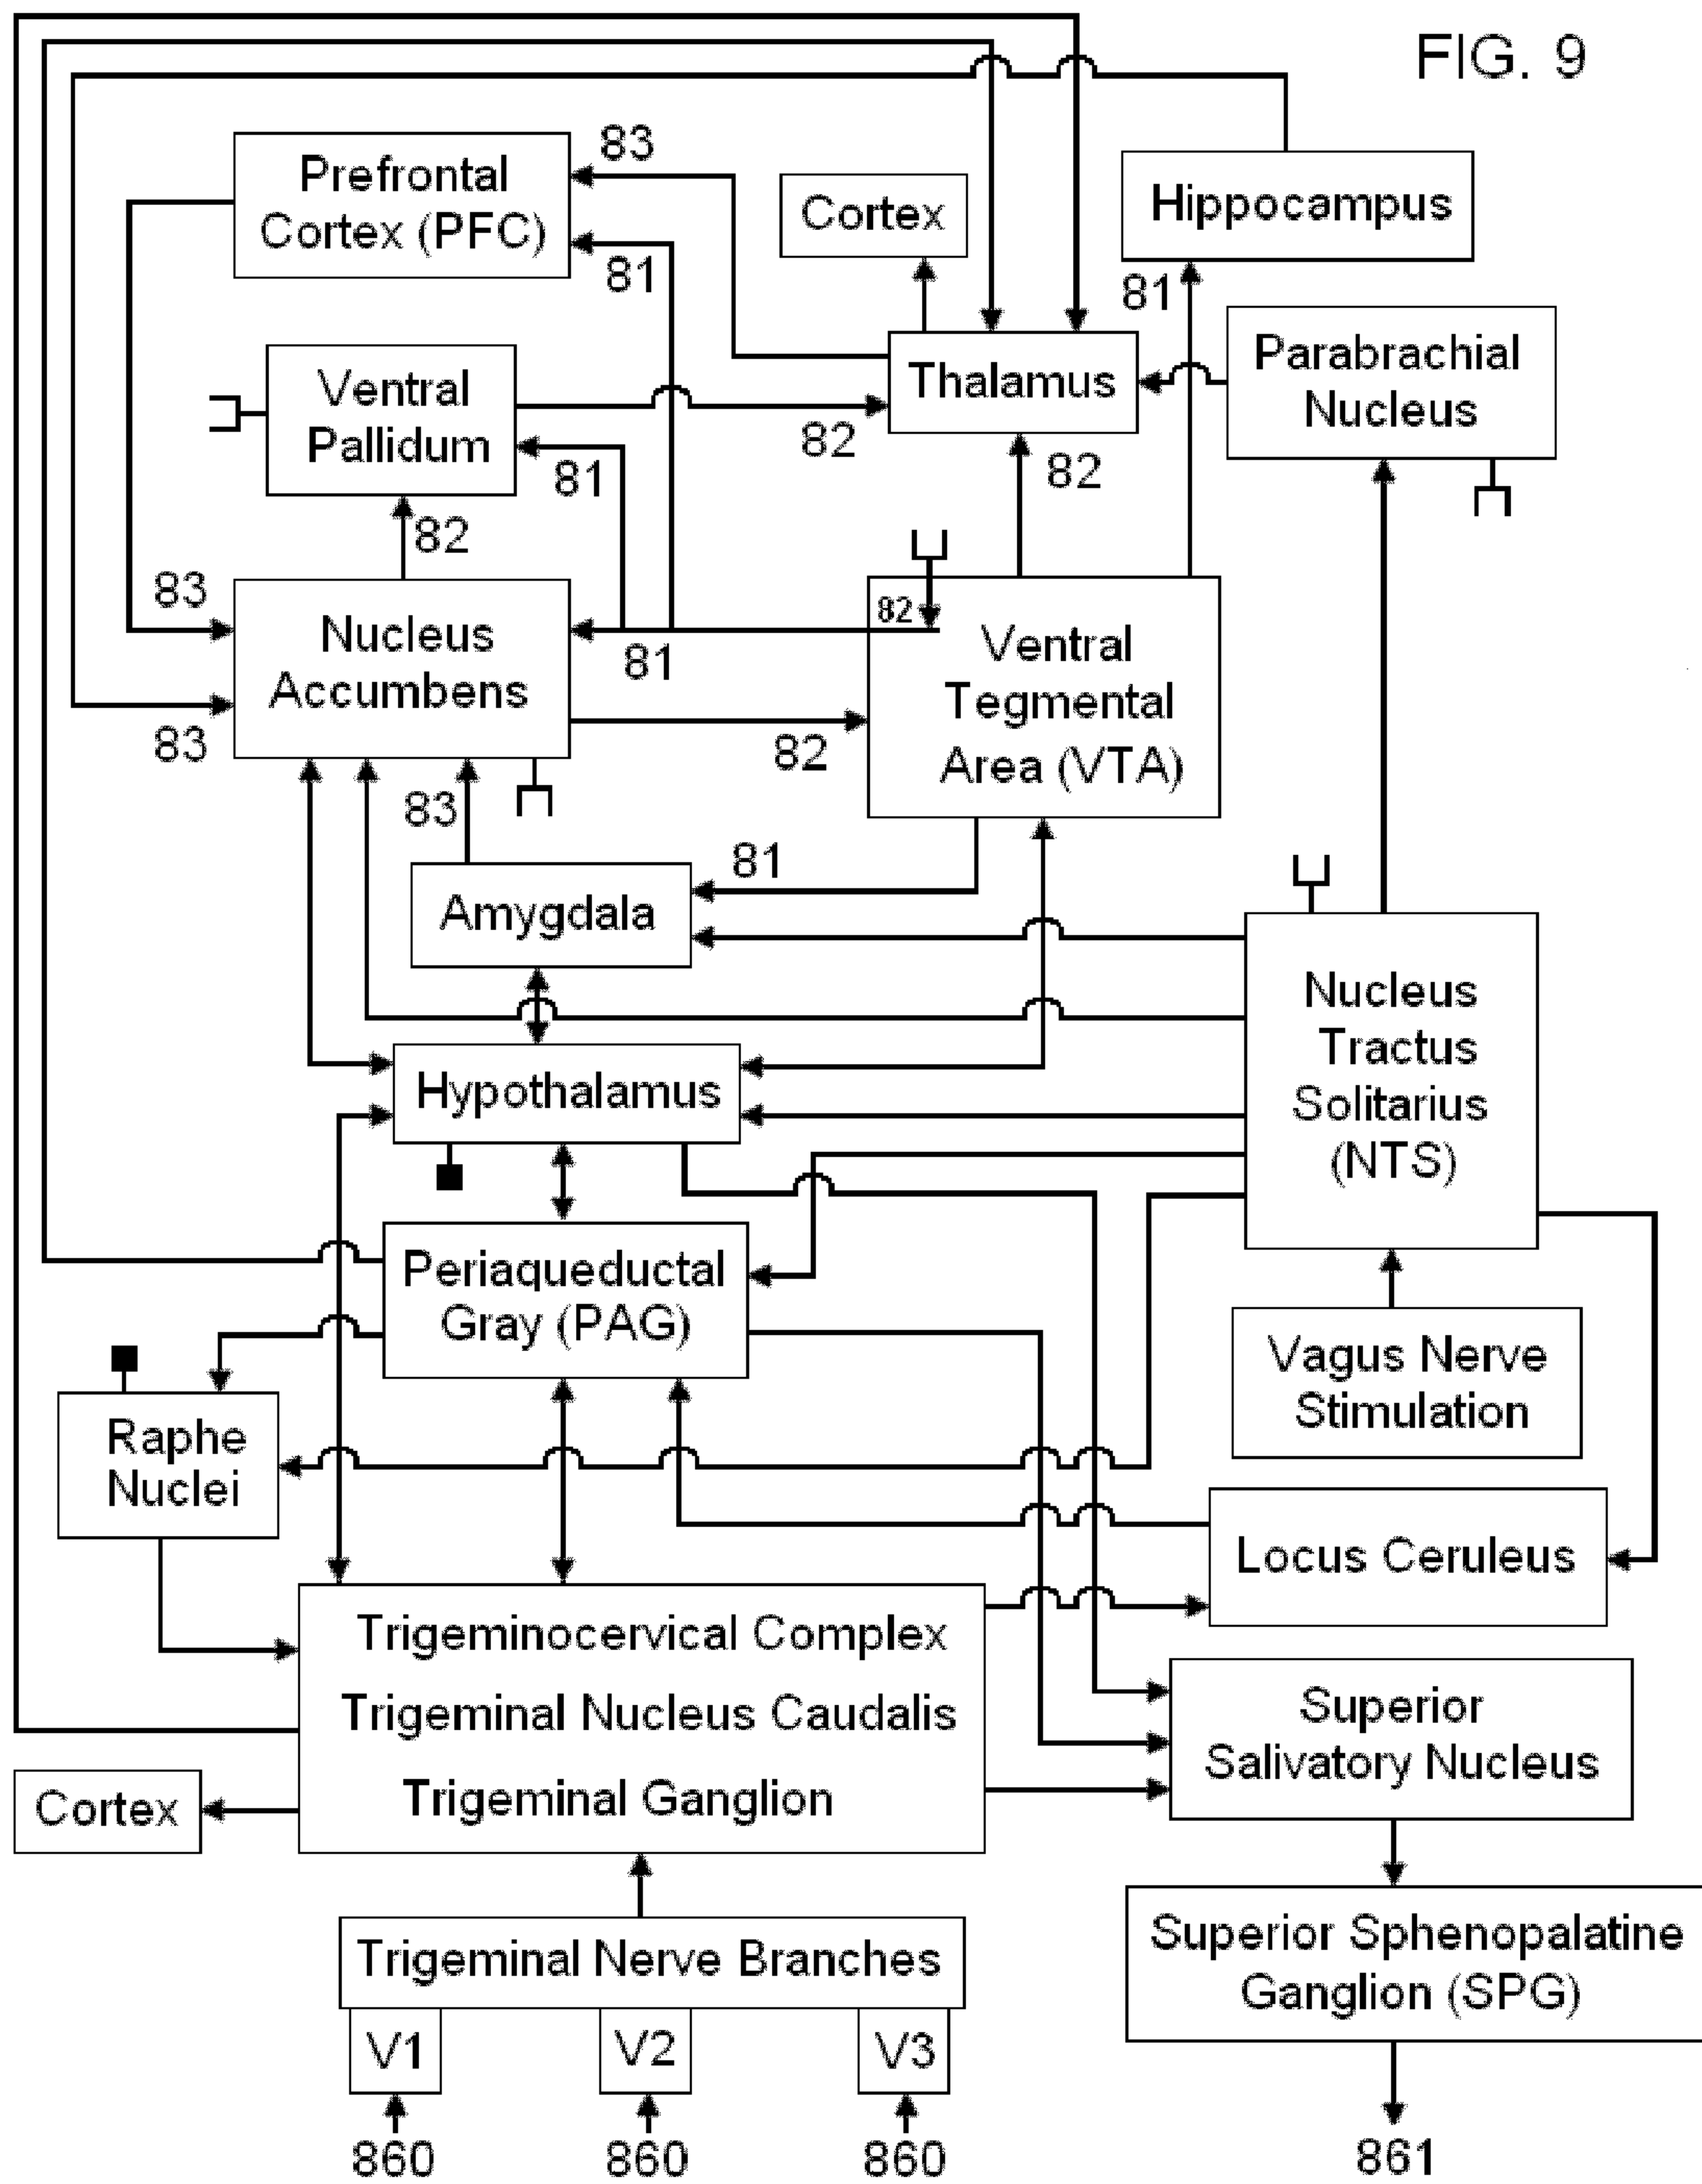 FIG. 9
83
Prefrontal
Cortex (PFC)
81
Cortex
Hippocampus
81
Ventral
Pallidum
82
81
82
Thalamus
82
Parabrachial
Nucleus
83
83
Nucleus
Accumbens
81
82
82
Ventral
Tegmental
Area (VTA)
83
81
Amygdala
Hypothalamus
Nucleus
Tractus
Solitarius
(NTS)
Periaqueductal
Gray (PAG)
Vagus Nerve
Stimulation
Raphe
Nuclei
Locus Ceruleus
Trigeminocervical Complex
Trigeminal Nucleus Caudalis
Trigeminal Ganglion
Superior
Salivatory Nucleus
Cortex
Trigeminal Nerve Branches
V1
V2
V3
Superior Sphenopalatine
Ganglion (SPG)
860
860
860
861